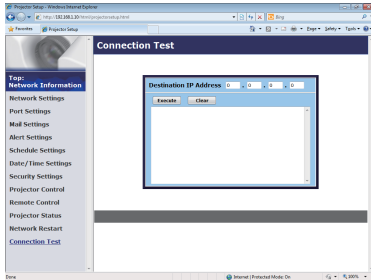 Projector Setup - Windows Internet Explorer
http://192.168.1.10/html/projectorsetup.html
Bing
Favorites
Projector Setup
Page
Safety
Tools
Connection Test
Top:
Network Information
Network Settings
Port Settings
Mail Settings
Alert Settings
Schedule Settings
Date/Time Settings
Security Settings
Projector Control
Remote Control
Projector Status
Network Restart
Connection Test
Destination IP Address 0 . 0 . 0 . 0
Execute
Clear
Done
Internet | Protected Mode: On
100%